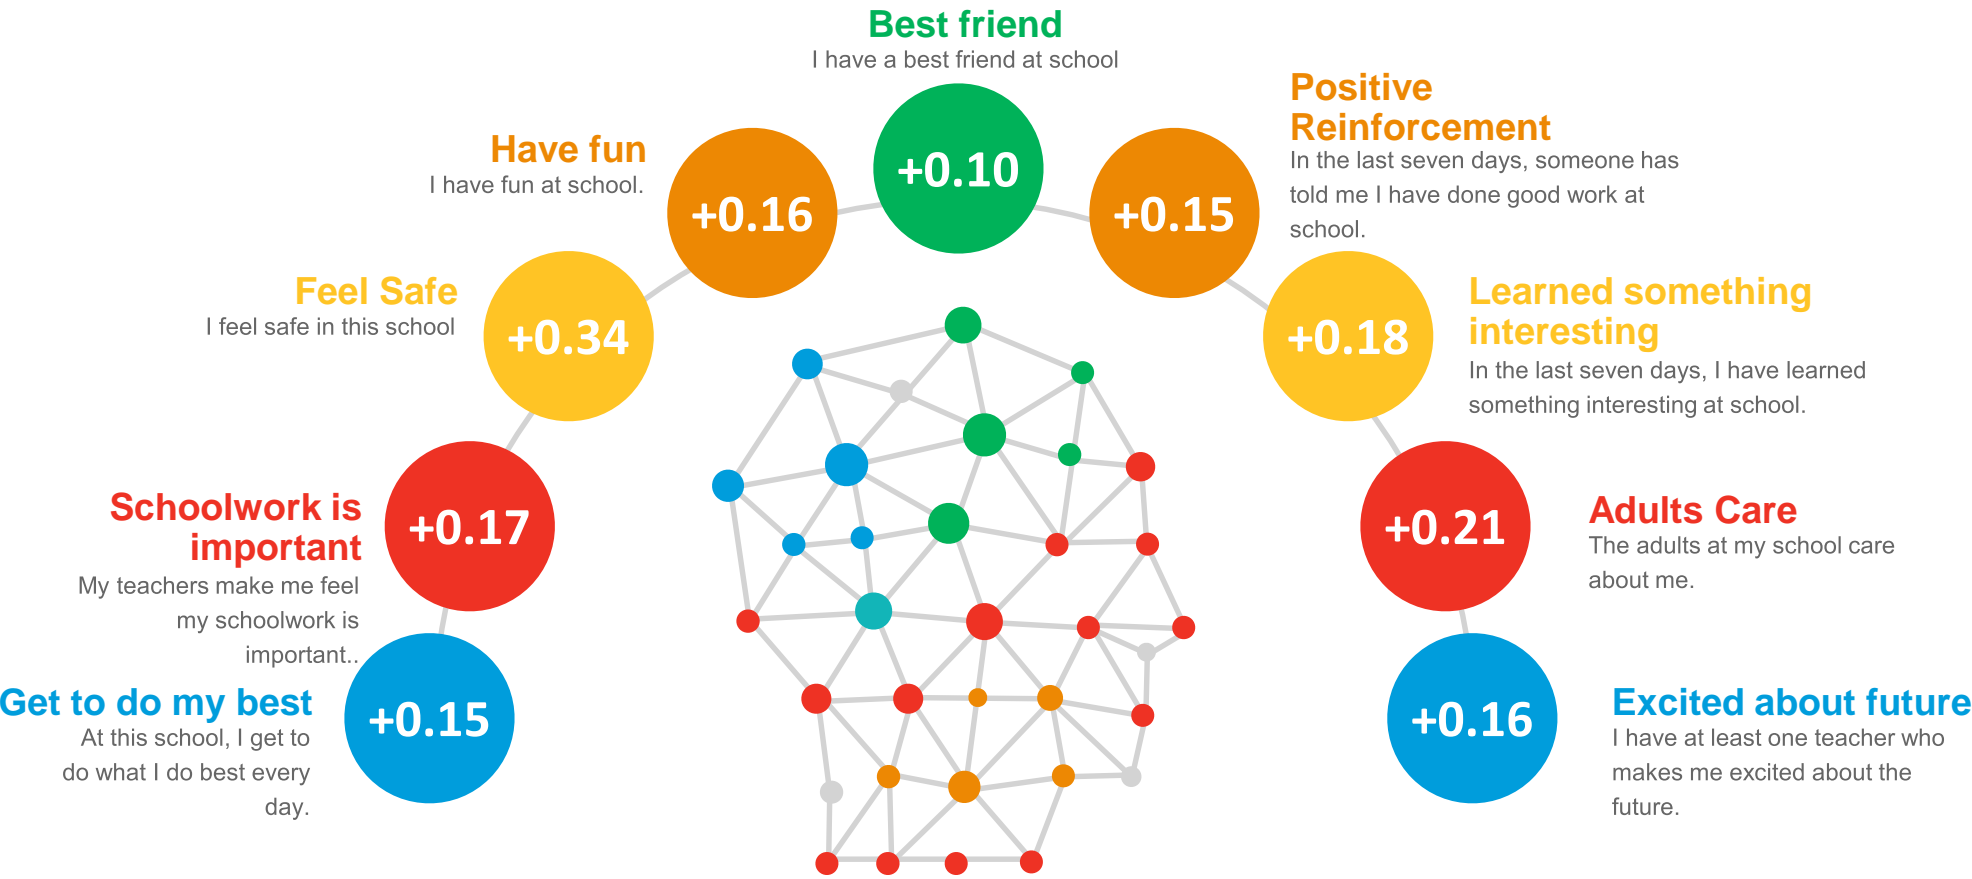 Best friend
I have a best friend at school
+0.10
Have fun
I have fun at school.
+0.16
Positive
Reinforcement
In the last seven days, someone has
told me I have done good work at
school.
+0.15
Feel Safe
I feel safe in this school
+0.34
Learned something
interesting
In the last seven days, I have learned
something interesting at school.
+0.18
Schoolwork is
important
My teachers make me feel
my schoolwork is
important..
+0.17
Adults Care
The adults at my school care
about me.
+0.21
Get to do my best
At this school, I get to
do what I do best every
day.
+0.15
Excited about future
I have at least one teacher who
makes me excited about the
future.
+0.16